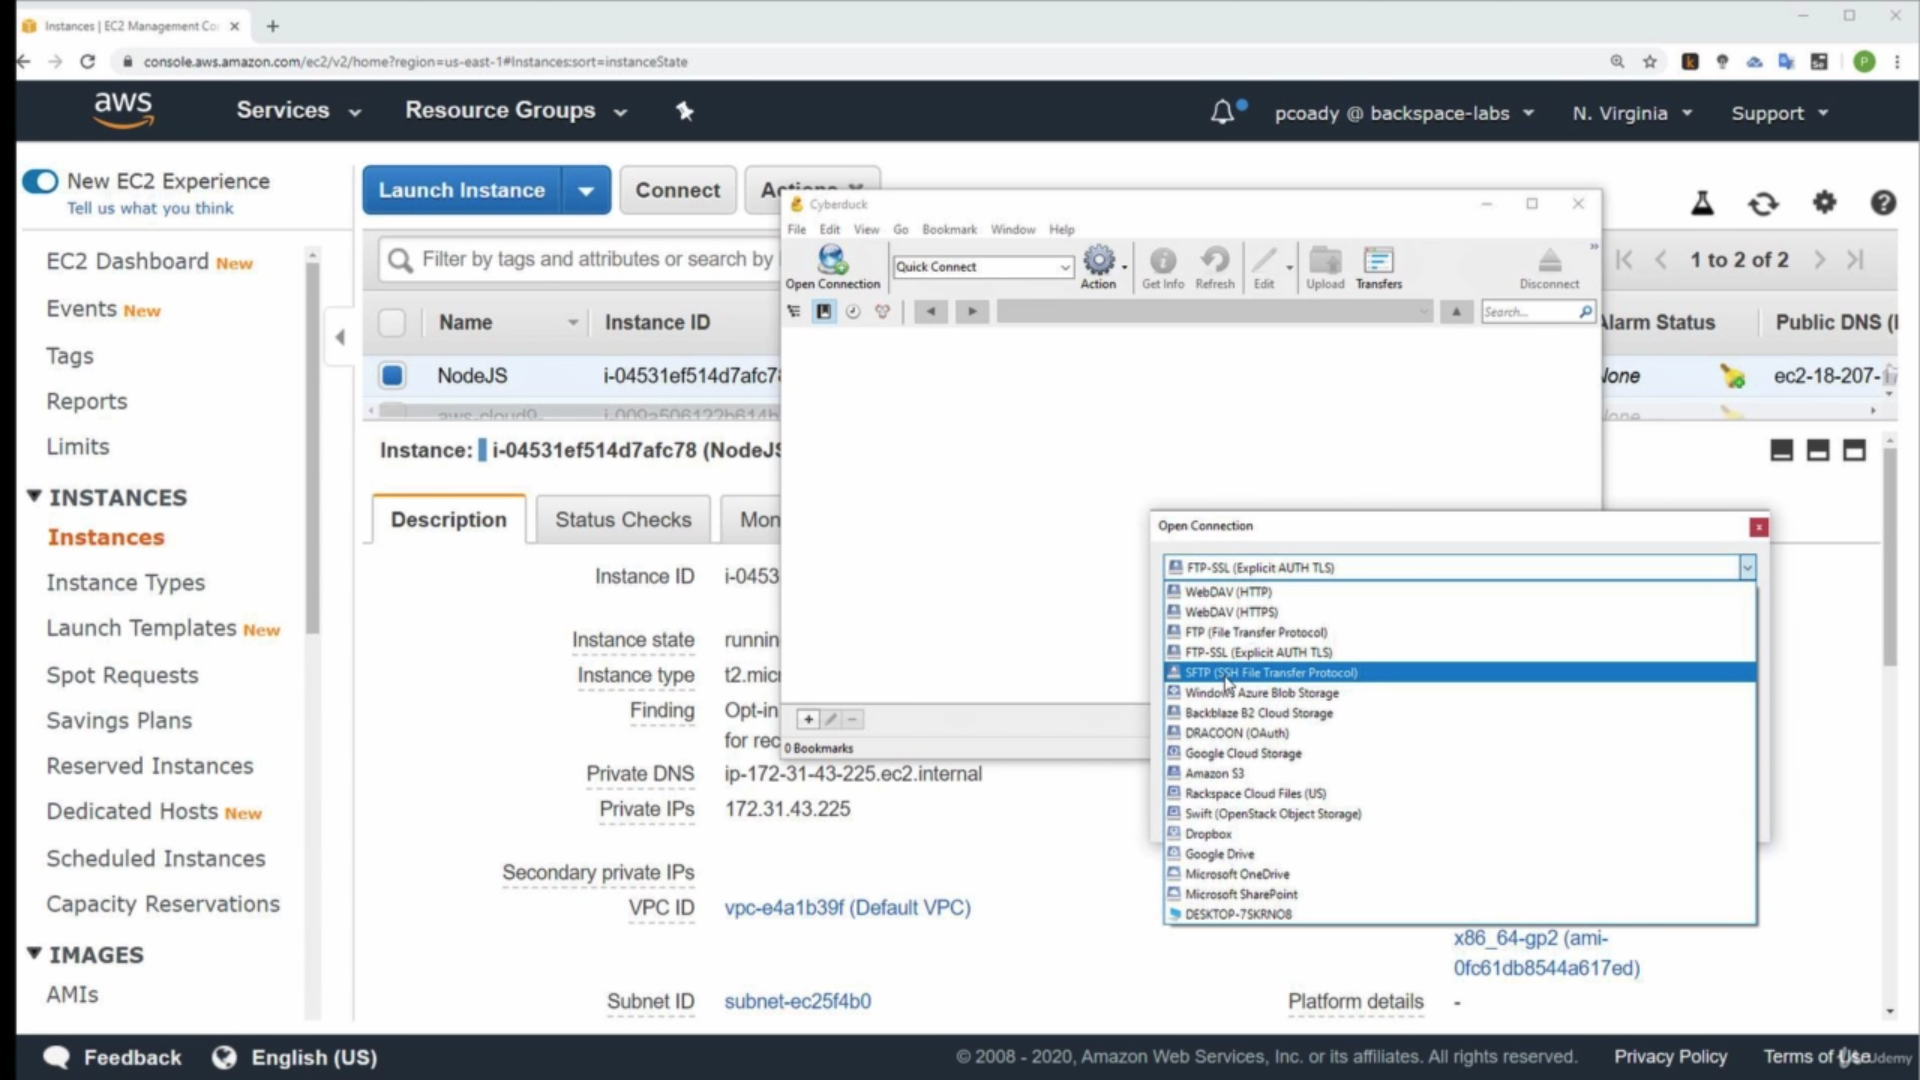 Instances | EC2 Management Co
console.aws.amazon.com/ec2/v2/home?region=us-east-1#Instances:sort=instanceState
aws
Services
Resource Groups
pcoady @ backspace-labs
N. Virginia
Support
New EC2 Experience
Tell us what you think
EC2 Dashboard New
Events New
Tags
Reports
Limits
INSTANCES
Instances
Instance Types
Launch Templates New
Spot Requests
Savings Plans
Reserved Instances
Dedicated Hosts New
Scheduled Instances
Capacity Reservations
IMAGES
AMIs
Launch Instance
Connect
Actions
Filter by tags and attributes or search by
1 to 2 of 2
Name
Instance ID
Alarm Status
Public DNS (I
NodeJS
i-04531ef514d7afc78
None
ec2-18-207-
aws-cloud9-
i-009a506122b614b
None
Instance: i-04531ef514d7afc78 (NodeJS
Description
Status Checks
Mon
Instance ID
i-0453
Instance state
runnin
Instance type
t2.mic
Finding
Opt-in
for rec
Private DNS
ip-172-31-43-225.ec2.internal
Private IPs
172.31.43.225
Secondary private IPs
VPC ID
vpc-e4a1b39f (Default VPC)
Subnet ID
subnet-ec25f4b0
x86_64-gp2 (ami-
0fc61db8544a617ed)
Platform details
-
Cyberduck
File
Edit
View
Go
Bookmark
Window
Help
Open Connection
Quick Connect
Action
Get Info
Refresh
Edit
Upload
Transfers
Disconnect
Search...
0 Bookmarks
Open Connection
FTP-SSL (Explicit AUTH TLS)
WebDAV (HTTP)
WebDAV (HTTPS)
FTP (File Transfer Protocol)
FTP-SSL (Explicit AUTH TLS)
SFTP (SSH File Transfer Protocol)
Windows Azure Blob Storage
Backblaze B2 Cloud Storage
DRACOON (OAuth)
Google Cloud Storage
Amazon S3
Rackspace Cloud Files (US)
Swift (OpenStack Object Storage)
Dropbox
Google Drive
Microsoft OneDrive
Microsoft SharePoint
DESKTOP-7SKRNO8
Feedback
English (US)
© 2008 - 2020, Amazon Web Services, Inc. or its affiliates. All rights reserved.
Privacy Policy
Terms of Use
Udemy